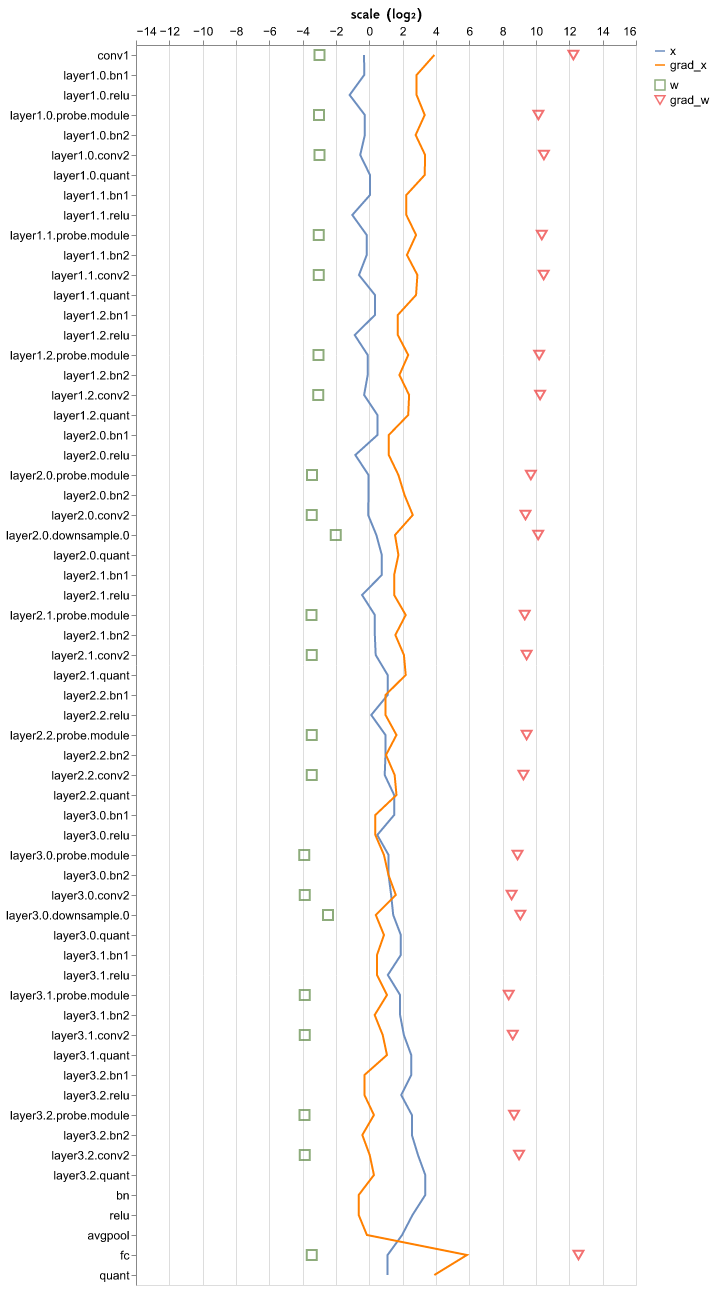 scale (log₂)
−14 −12 −10 −8 −6 −4 −2 0 2 4 6 8 10 12 14 16
conv1
layer1.0.bn1
layer1.0.relu
layer1.0.probe.module
layer1.0.bn2
layer1.0.conv2
layer1.0.quant
layer1.1.bn1
layer1.1.relu
layer1.1.probe.module
layer1.1.bn2
layer1.1.conv2
layer1.1.quant
layer1.2.bn1
layer1.2.relu
layer1.2.probe.module
layer1.2.bn2
layer1.2.conv2
layer1.2.quant
layer2.0.bn1
layer2.0.relu
layer2.0.probe.module
layer2.0.bn2
layer2.0.conv2
layer2.0.downsample.0
layer2.0.quant
layer2.1.bn1
layer2.1.relu
layer2.1.probe.module
layer2.1.bn2
layer2.1.conv2
layer2.1.quant
layer2.2.bn1
layer2.2.relu
layer2.2.probe.module
layer2.2.bn2
layer2.2.conv2
layer2.2.quant
layer3.0.bn1
layer3.0.relu
layer3.0.probe.module
layer3.0.bn2
layer3.0.conv2
layer3.0.downsample.0
layer3.0.quant
layer3.1.bn1
layer3.1.relu
layer3.1.probe.module
layer3.1.bn2
layer3.1.conv2
layer3.1.quant
layer3.2.bn1
layer3.2.relu
layer3.2.probe.module
layer3.2.bn2
layer3.2.conv2
layer3.2.quant
bn
relu
avgpool
fc
quant
x
grad_x
w
grad_w